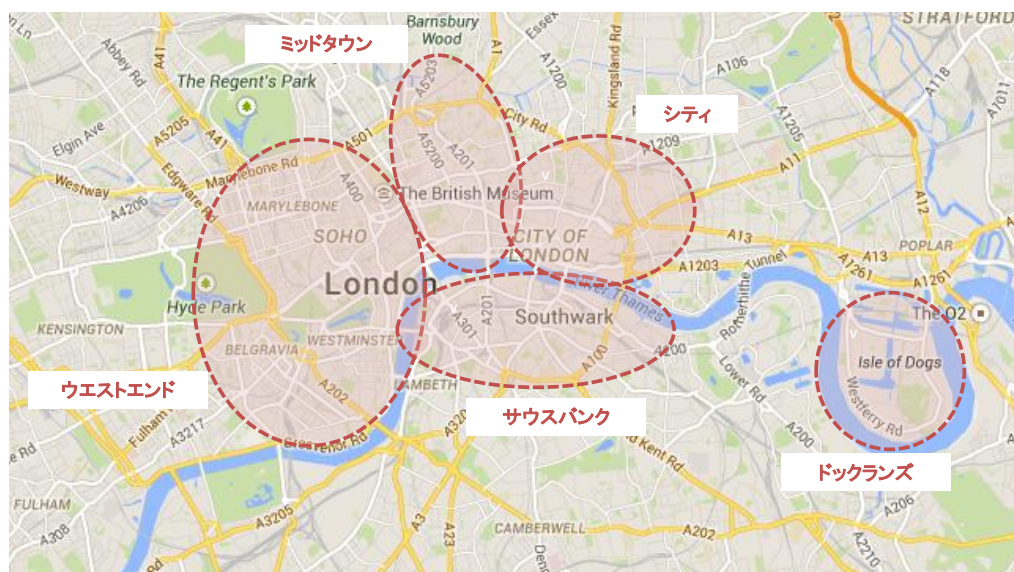 Barnsbury
Wood
STRATFORD
ミッドタウン
Essex
A1
A41
Abbey Rd
Kingsland Rd
A106
A118
A7011
The Regent's Park
A5203
A1200
シティ
A1205
A5205
A41
City Rd
Elgin Ave
A501
A5200
A201
A1209
A11
Westway
Edgware Rd
Marylebone Rd
A400
The British Museum
A4206
MARYLEBONE
A12
SOHO
CITY OF
LONDON
A13
POPLAR
A13
A1203
A1261
A1261
London
River Thames
Rotherhithe Tunnel
Hyde Park
A201
A301
Southwark
The O2
KENSINGTON
WESTMINSTER
BELGRAVIA
A100
A200
Isle of Dogs
ウエストエンド
A202
LAMBETH
Lower Rd
Westferry Rd
サウスバンク
Fulham
A3217
Grosvenor Rd
A200
ドックランズ
FULHAM
A308
A3205
A3
A23
CAMBERWELL
A202
A206
A2210